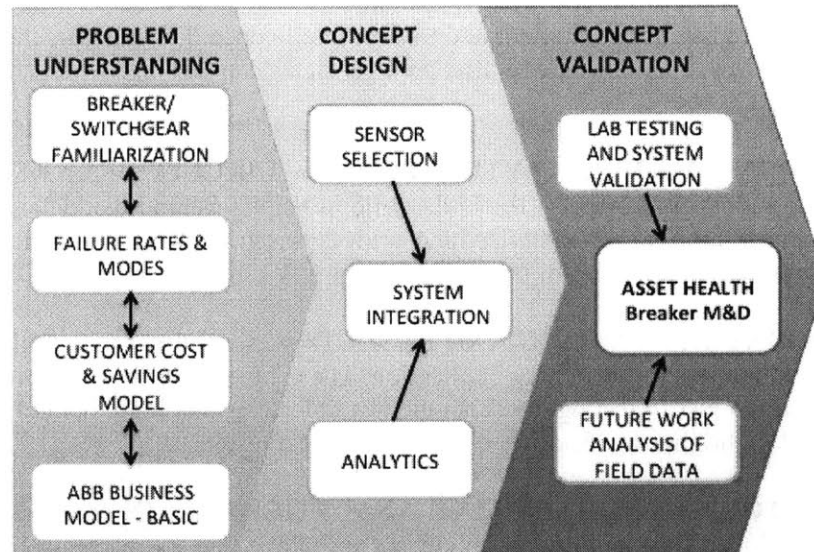 PROBLEM
UNDERSTANDING
BREAKER/
SWITCHGEAR
FAMILIARIZATION
FAILURE RATES &
MODES
CUSTOMER COST
& SAVINGS
MODEL
ABB BUSINESS
MODEL - BASIC
CONCEPT
DESIGN
SENSOR
SELECTION
SYSTEM
INTEGRATION
ANALYTICS
CONCEPT
VALIDATION
LAB TESTING
AND SYSTEM
VALIDATION
ASSET HEALTH
Breaker M&D
FUTURE WORK
ANALYSIS OF
FIELD DATA